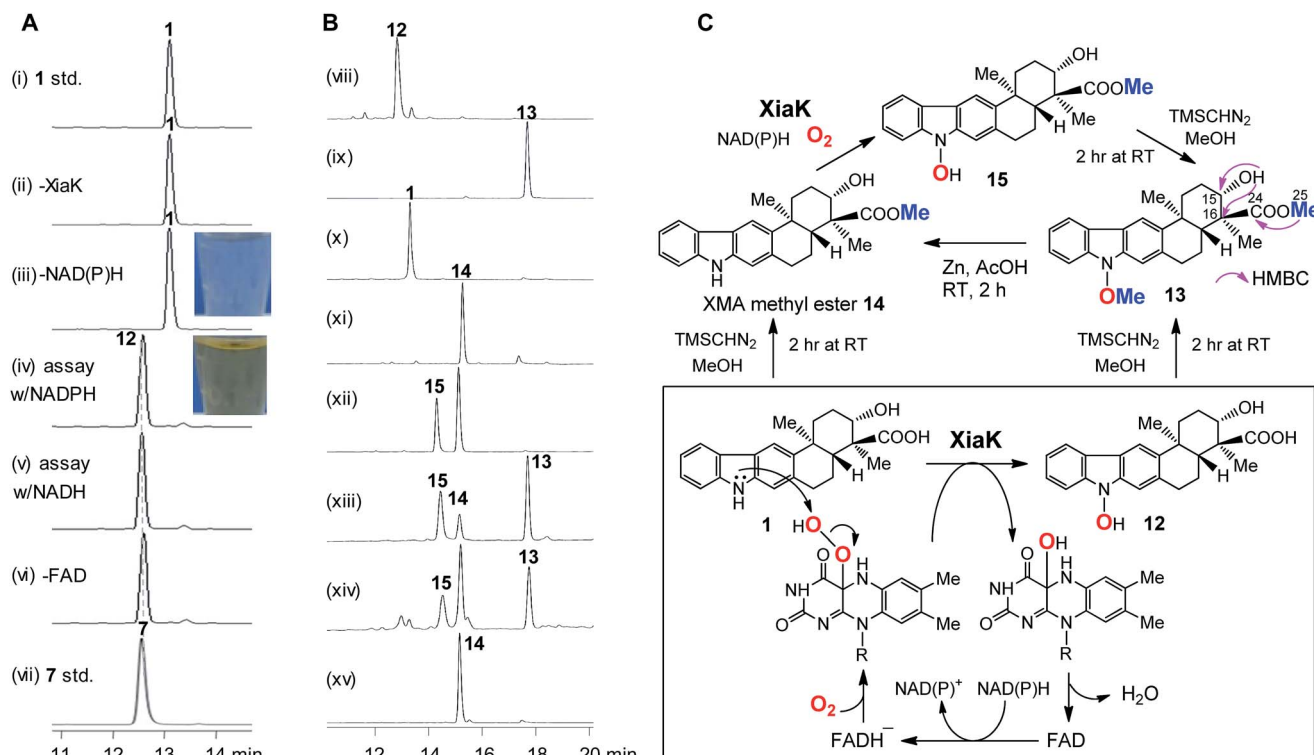 A
1
(i) 1 std.
1
(ii) -XiaK
1
(iii) -NAD(P)H
12
(iv) assay
w/NADPH
(v) assay
w/NADH
(vi) -FAD
7
(vii) 7 std.
11 12 13 14 min
B
12
(viii)
13
(ix)
1
(x)
14
(xi)
15
(xii)
15
14
13
(xiii)
15
13
(xiv)
14
(xv)
12 14 16 18 20 min
C
XiaK
NAD(P)H O2
Me
OH
COOMe
Me
H
N
OH
15
TMSCHN2
MeOH
2 hr at RT
Me
OH
COOMe
Me
H
N
H
XMA methyl ester 14
Zn, AcOH
RT, 2 h
Me
OH
15
24
25
16
COOMe
Me
H
N
OMe
13
HMBC
TMSCHN2
MeOH
2 hr at RT
TMSCHN2
MeOH
2 hr at RT
Me
OH
COOH
Me
H
N
H
1
XiaK
Me
OH
COOH
Me
H
N
OH
12
HO
O
O
H
N
NH
O
N
N
R
Me
Me
OH
O
H
N
NH
O
N
N
R
Me
Me
O2
NAD(P)+
NAD(P)H
H2O
FADH−
FAD